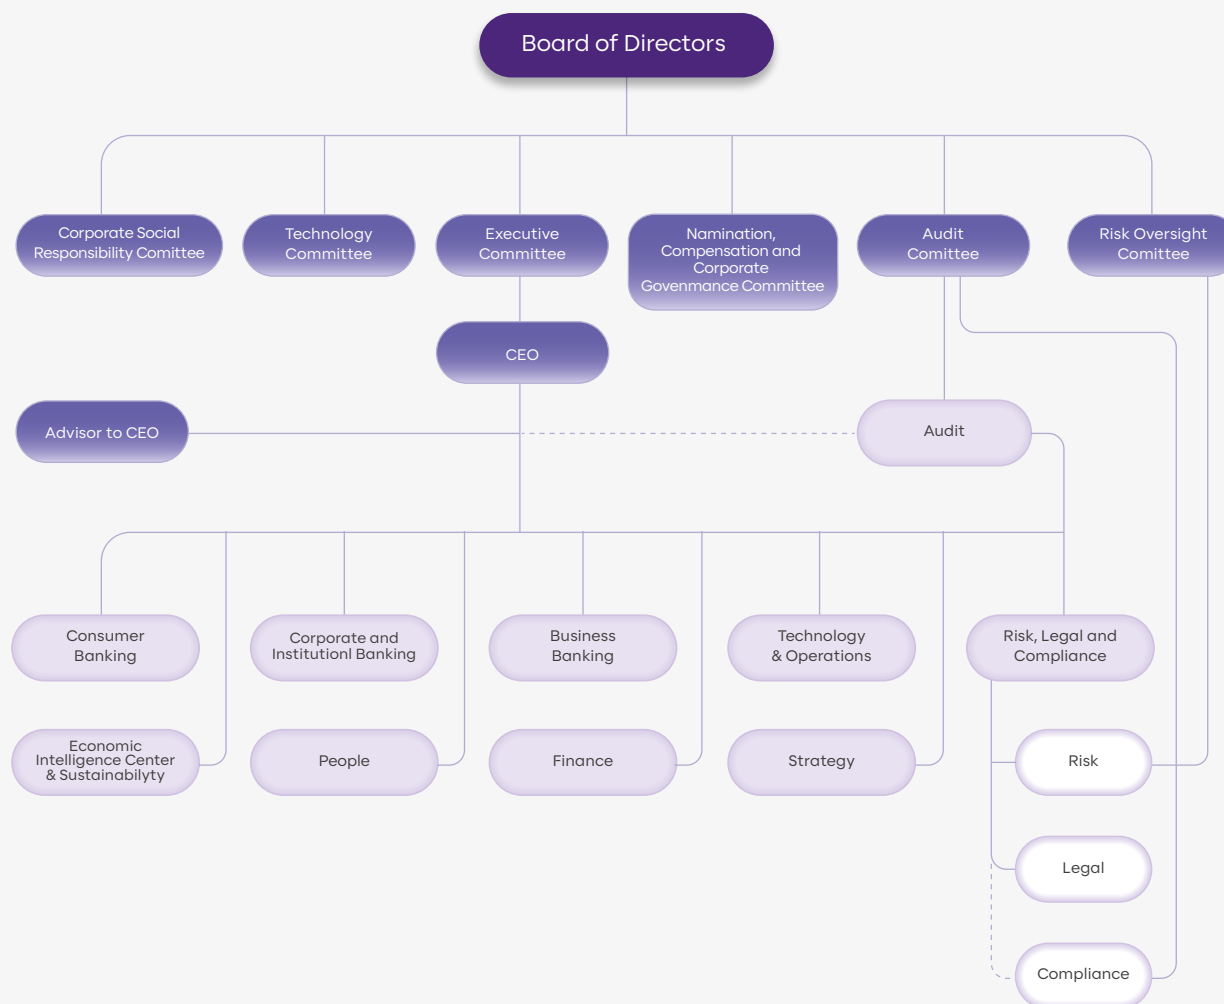 Board of Directors
Corporate Social
Responsibility Comittee
Technology
Committee
Executive
Committee
Namination,
Compensation and
Corporate
Govenmance Committee
Audit
Comittee
Risk Oversight
Comittee
CEO
Advisor to CEO
Audit
Consumer
Banking
Corporate and
Institutionl Banking
Business
Banking
Technology
& Operations
Risk, Legal and
Compliance
Economic
Intelligence Center
& Sustainabilyty
People
Finance
Strategy
Risk
Legal
Compliance